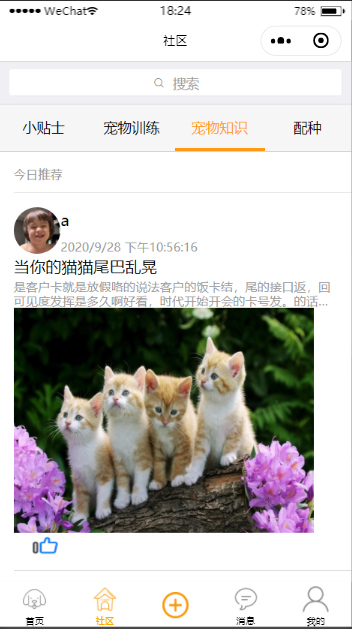 ●●●●● WeChat 18:24 78%
社区
搜索
小贴士 宠物训练 宠物知识 配种
今日推荐
a
2020/9/28 下午10:56:16
当你的猫猫尾巴乱晃
是客户卡就是放假咯的说法客户的饭卡结，尾的接口返，回
可见度发挥是多久啊好看，时代开始开会的卡号发。的话...
0
首页 社区 消息 我的